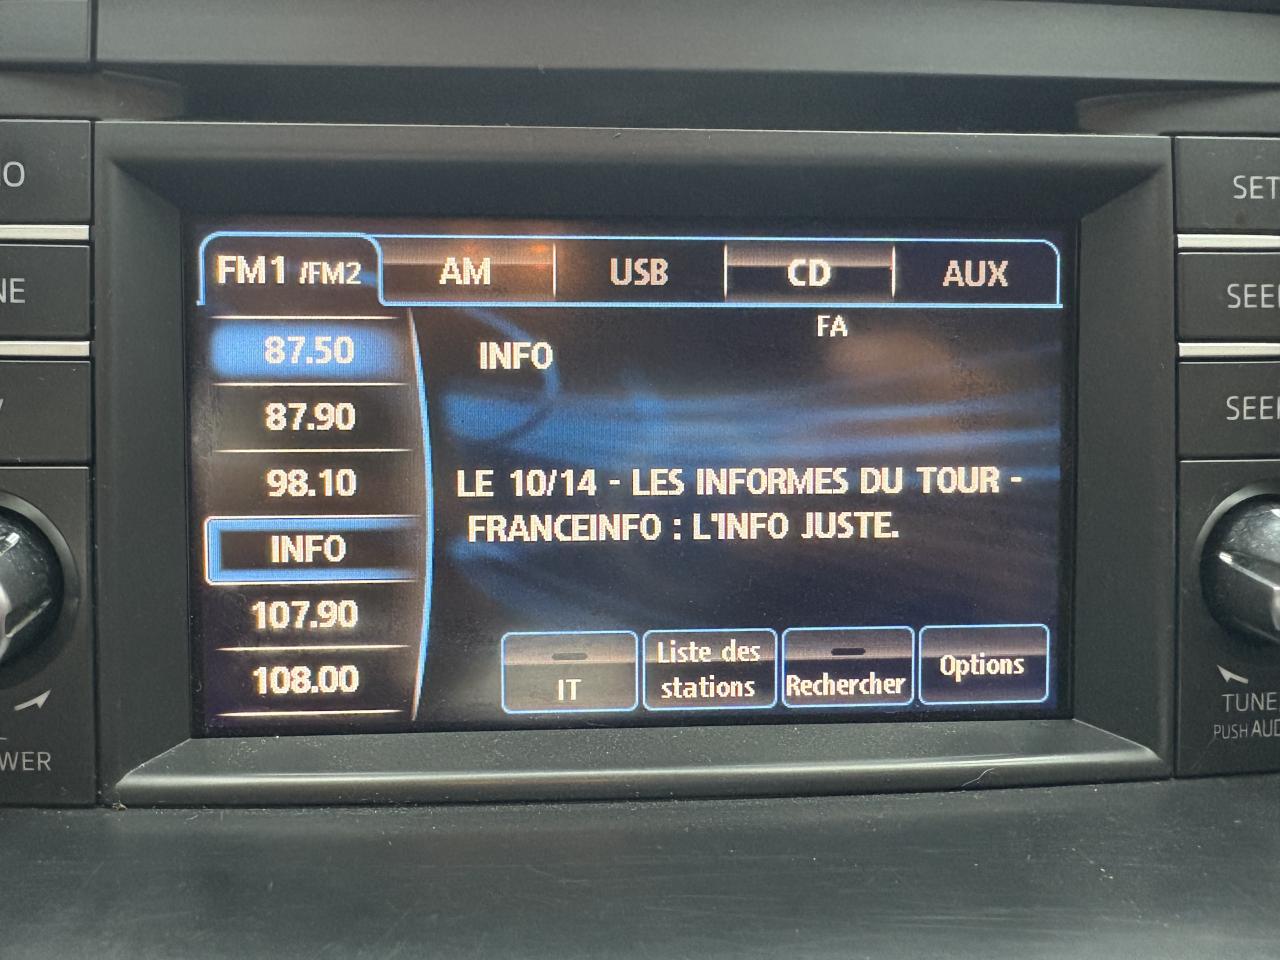 FM1 /FM2 AM USB CD AUX
FA
87.50
INFO
87.90
98.10
LE 10/14 - LES INFORMES DU TOUR -
FRANCEINFO : L'INFO JUSTE.
INFO
107.90
108.00
IT
Liste des
stations
Rechercher
Options
O
NE
WER
SET
SEE
SEE
TUNE
PUSH AUD